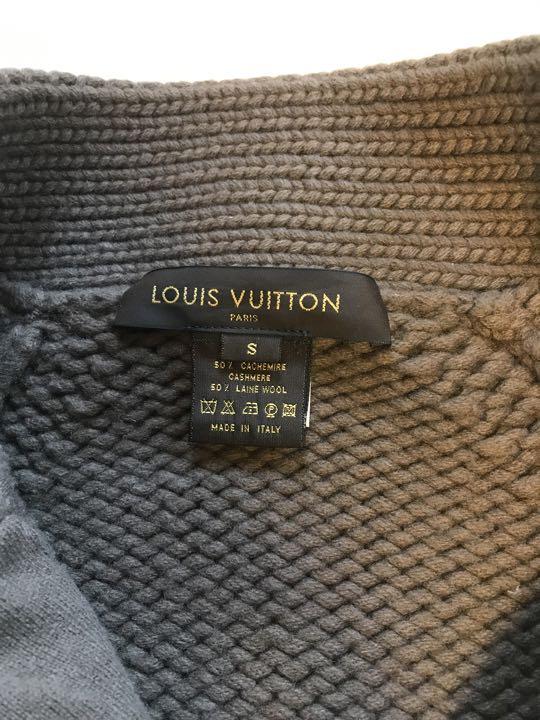 LOUIS VUITTON
PARIS
S
50% CACHEMIRE
CASHMERE
50% LAINE WOOL
MADE IN ITALY